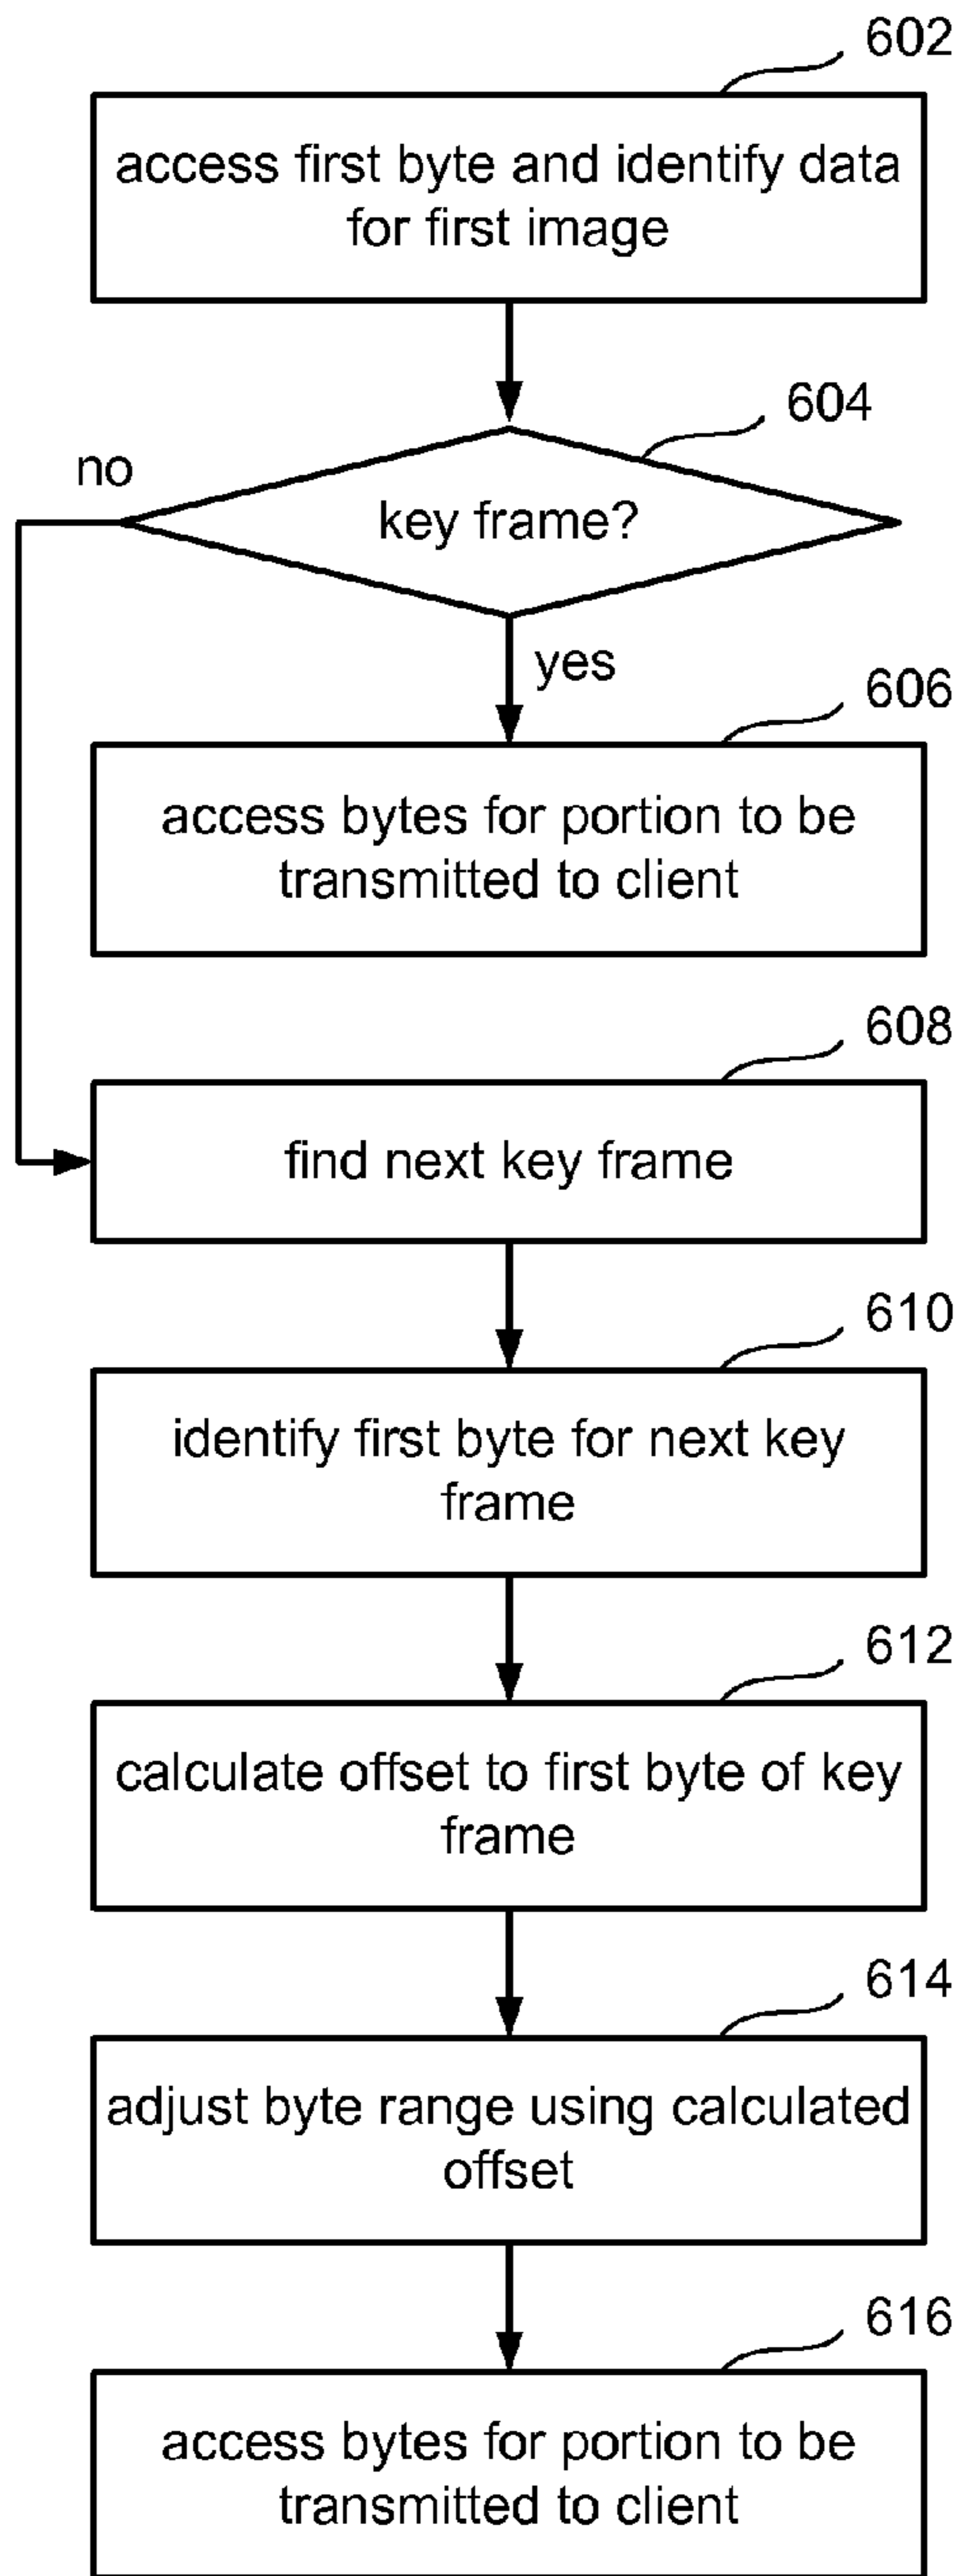 602
access first byte and identify data
for first image
604
no
key frame?
yes
606
access bytes for portion to be
transmitted to client
608
find next key frame
610
identify first byte for next key
frame
612
calculate offset to first byte of key
frame
614
adjust byte range using calculated
offset
616
access bytes for portion to be
transmitted to client